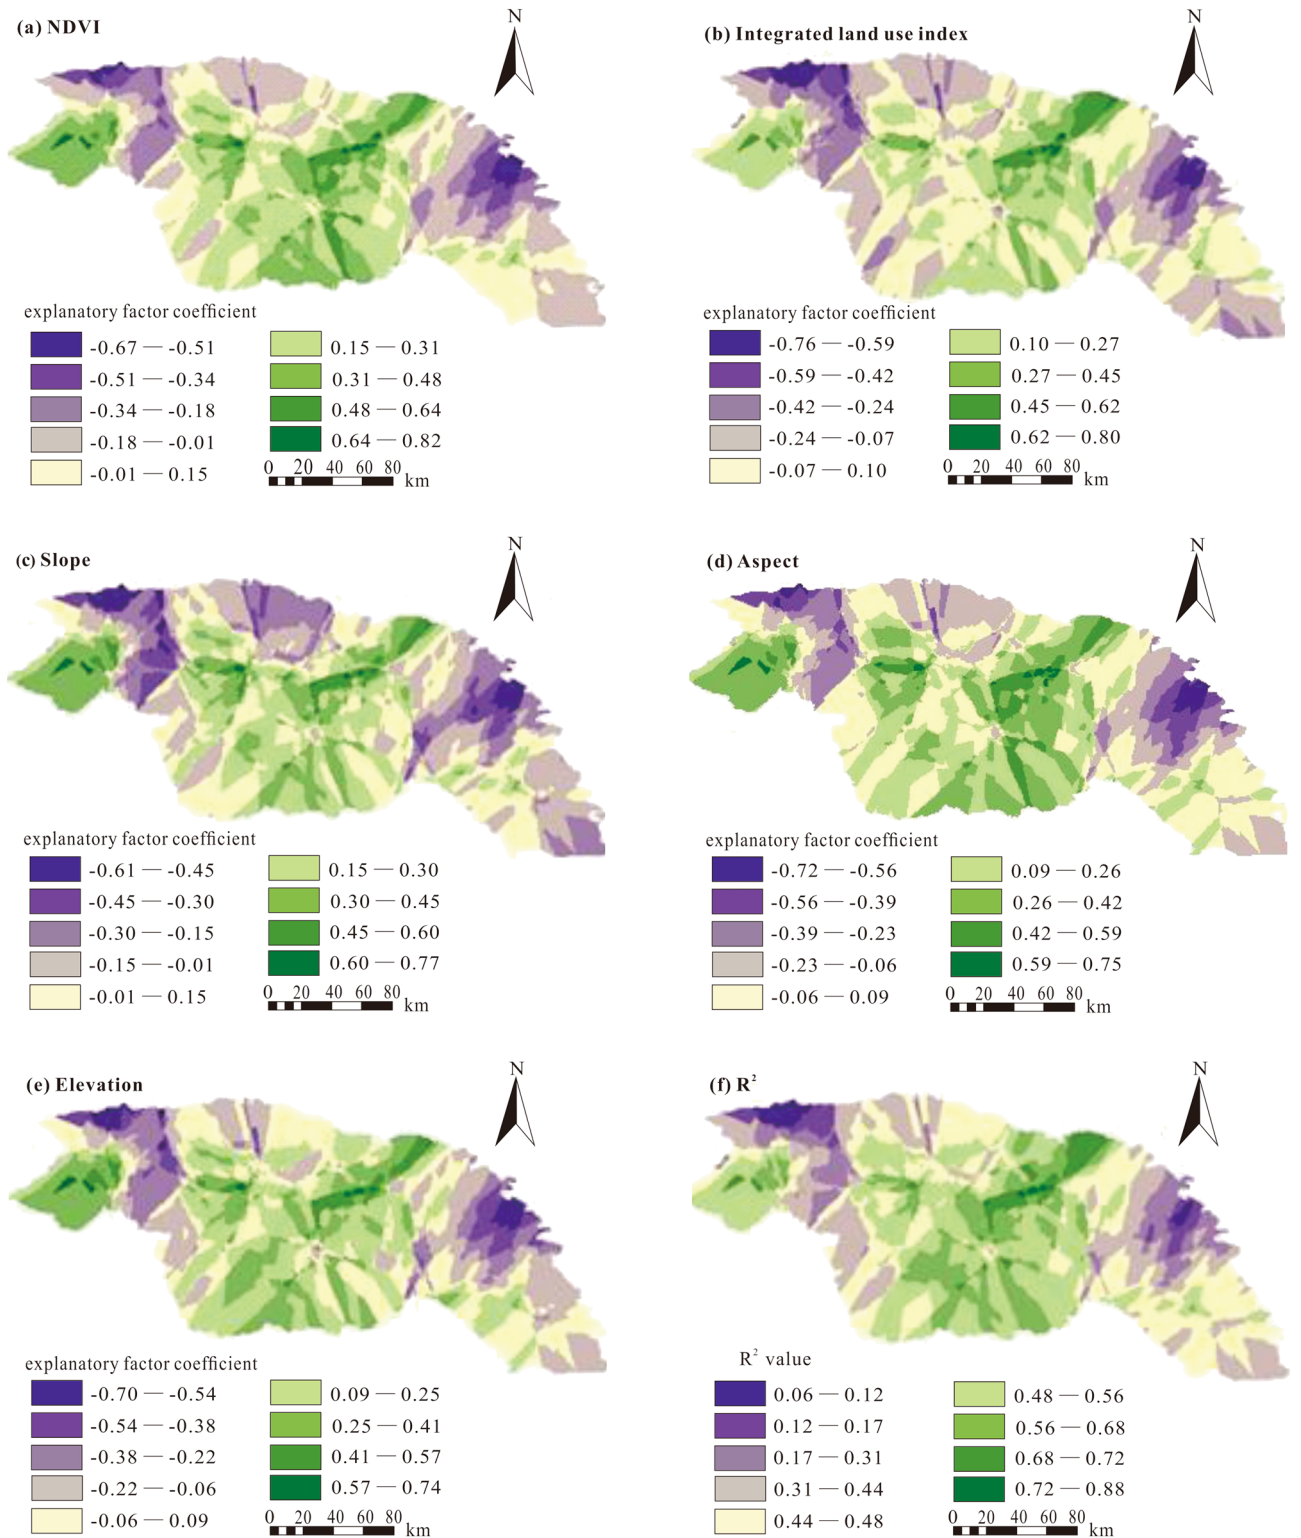 (a) NDVI
N
explanatory factor coefficient
-0.67 — -0.51
-0.51 — -0.34
-0.34 — -0.18
-0.18 — -0.01
-0.01 — 0.15
0.15 — 0.31
0.31 — 0.48
0.48 — 0.64
0.64 — 0.82
0 20 40 60 80
km
(b) Integrated land use index
N
explanatory factor coefficient
-0.76 — -0.59
-0.59 — -0.42
-0.42 — -0.24
-0.24 — -0.07
-0.07 — 0.10
0.10 — 0.27
0.27 — 0.45
0.45 — 0.62
0.62 — 0.80
0 20 40 60 80
km
(c) Slope
N
explanatory factor coefficient
-0.61 — -0.45
-0.45 — -0.30
-0.30 — -0.15
-0.15 — -0.01
-0.01 — 0.15
0.15 — 0.30
0.30 — 0.45
0.45 — 0.60
0.60 — 0.77
0 20 40 60 80
km
(d) Aspect
N
explanatory factor coefficient
-0.72 — -0.56
-0.56 — -0.39
-0.39 — -0.23
-0.23 — -0.06
-0.06 — 0.09
0.09 — 0.26
0.26 — 0.42
0.42 — 0.59
0.59 — 0.75
0 20 40 60 80
km
(e) Elevation
N
explanatory factor coefficient
-0.70 — -0.54
-0.54 — -0.38
-0.38 — -0.22
-0.22 — -0.06
-0.06 — 0.09
0.09 — 0.25
0.25 — 0.41
0.41 — 0.57
0.57 — 0.74
0 20 40 60 80
km
(f) R²
N
R² value
0.06 — 0.12
0.12 — 0.17
0.17 — 0.31
0.31 — 0.44
0.44 — 0.48
0.48 — 0.56
0.56 — 0.68
0.68 — 0.72
0.72 — 0.88
0 20 40 60 80
km